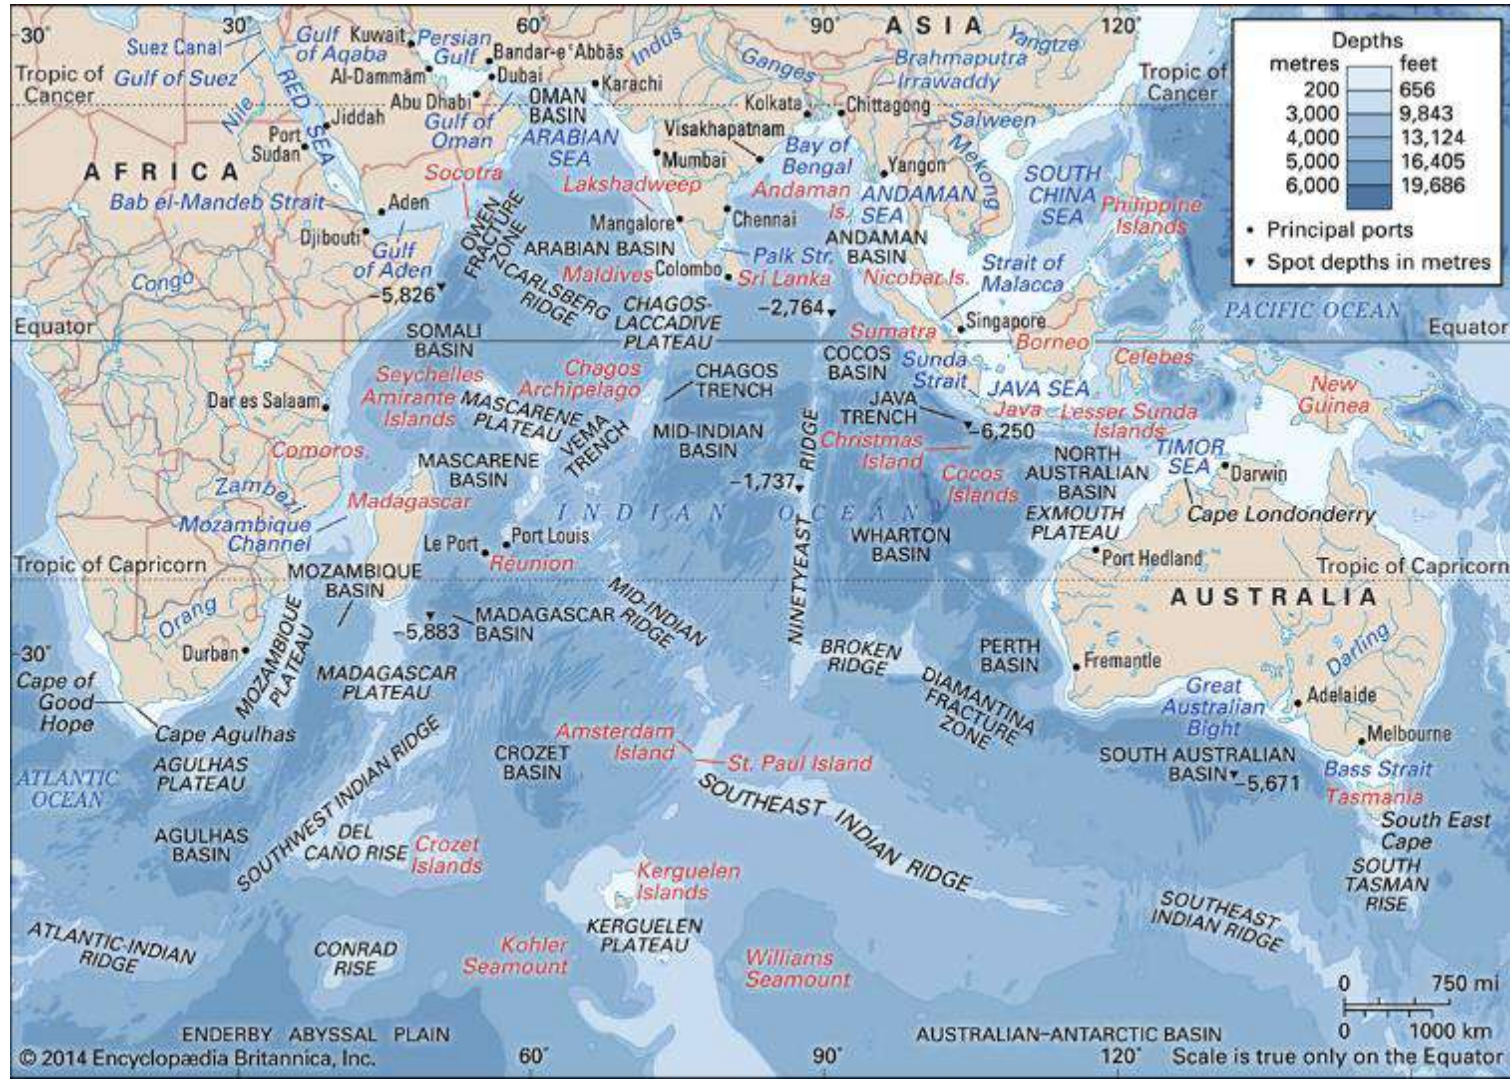 30°
60°
90°
120°
ASIA
Depths
metres feet
200 656
3,000 9,843
4,000 13,124
5,000 16,405
6,000 19,686
• Principal ports
▼ Spot depths in metres
–30°
Suez Canal
Gulf
of Aqaba
Kuwait
Persian
Gulf
Bandar-e ʿAbbās
Indus
Ganges
Brahmaputra
Irrawaddy
Yangtze
Tropic of
Cancer
Gulf of Suez
Al-Dammām
Dubai
Karachi
Tropic of
Cancer
Nile
RED SEA
Jiddah
Abu Dhabi
OMAN
BASIN
Kolkata
Chittagong
Salween
Port
Sudan
Gulf of
Oman
ARABIAN
SEA
Visakhapatnam
Mumbai
Bay of
Bengal
Yangon
Mekong
SOUTH
CHINA
SEA
AFRICA
Socotra
Lakshadweep
Andaman
Is.
ANDAMAN
SEA
Philippine
Islands
Bab el-Mandeb Strait
Aden
OWEN
FRACTURE
ZONE
Mangalore
Chennai
Djibouti
Gulf
of Aden
ARABIAN BASIN
Palk Str.
ANDAMAN
BASIN
Strait of
Malacca
Congo
–5,826
CARLSBERG
RIDGE
Maldives
Colombo
Sri Lanka
Nicobar Is.
PACIFIC OCEAN
CHAGOS-
LACCADIVE
PLATEAU
–2,764
Singapore
Equator
Equator
SOMALI
BASIN
Sumatra
Borneo
Celebes
COCOS
BASIN
Sunda
Strait
JAVA SEA
New
Guinea
Seychelles
Amirante
Islands
Chagos
Archipelago
CHAGOS
TRENCH
Dar es Salaam
MASCARENE
PLATEAU
VEMA
TRENCH
JAVA
TRENCH
Java
Lesser Sunda
Islands
–6,250
Comoros
MID-INDIAN
BASIN
Christmas
Island
Cocos
Islands
NORTH
AUSTRALIAN
BASIN
TIMOR
SEA
Darwin
MASCARENE
BASIN
Zambezi
Madagascar
–1,737
NINETYEAST RIDGE
EXMOUTH
PLATEAU
Cape Londonderry
INDIAN OCEAN
Mozambique
Channel
Le Port
Port Louis
Réunion
WHARTON
BASIN
Port Hedland
Tropic of Capricorn
Tropic of Capricorn
MOZAMBIQUE
BASIN
AUSTRALIA
Orang
MOZAMBIQUE
PLATEAU
–5,883
MADAGASCAR
BASIN
MID-INDIAN
RIDGE
BROKEN
RIDGE
PERTH
BASIN
Fremantle
Darling
–30°
Durban
Cape of
Good
Hope
MADAGASCAR
PLATEAU
DIAMANTINA
FRACTURE
ZONE
Great
Australian
Bight
Adelaide
Cape Agulhas
AGULHAS
PLATEAU
CROZET
BASIN
Amsterdam
Island
St. Paul Island
SOUTH AUSTRALIAN
BASIN
–5,671
Melbourne
Bass Strait
Tasmania
ATLANTIC
OCEAN
SOUTHWEST INDIAN RIDGE
SOUTHEAST INDIAN RIDGE
South East
Cape
AGULHAS
BASIN
DEL
CAÑO RISE
Crozet
Islands
Kerguelen
Islands
SOUTH
TASMAN
RISE
ATLANTIC-INDIAN
RIDGE
CONRAD
RISE
Kohler
Seamount
KERGUELEN
PLATEAU
Williams
Seamount
SOUTHEAST
INDIAN RIDGE
0 750 mi
0 1000 km
ENDERBY ABYSSAL PLAIN
AUSTRALIAN–ANTARCTIC BASIN
© 2014 Encyclopædia Britannica, Inc.
30°
60°
90°
120°
Scale is true only on the Equator